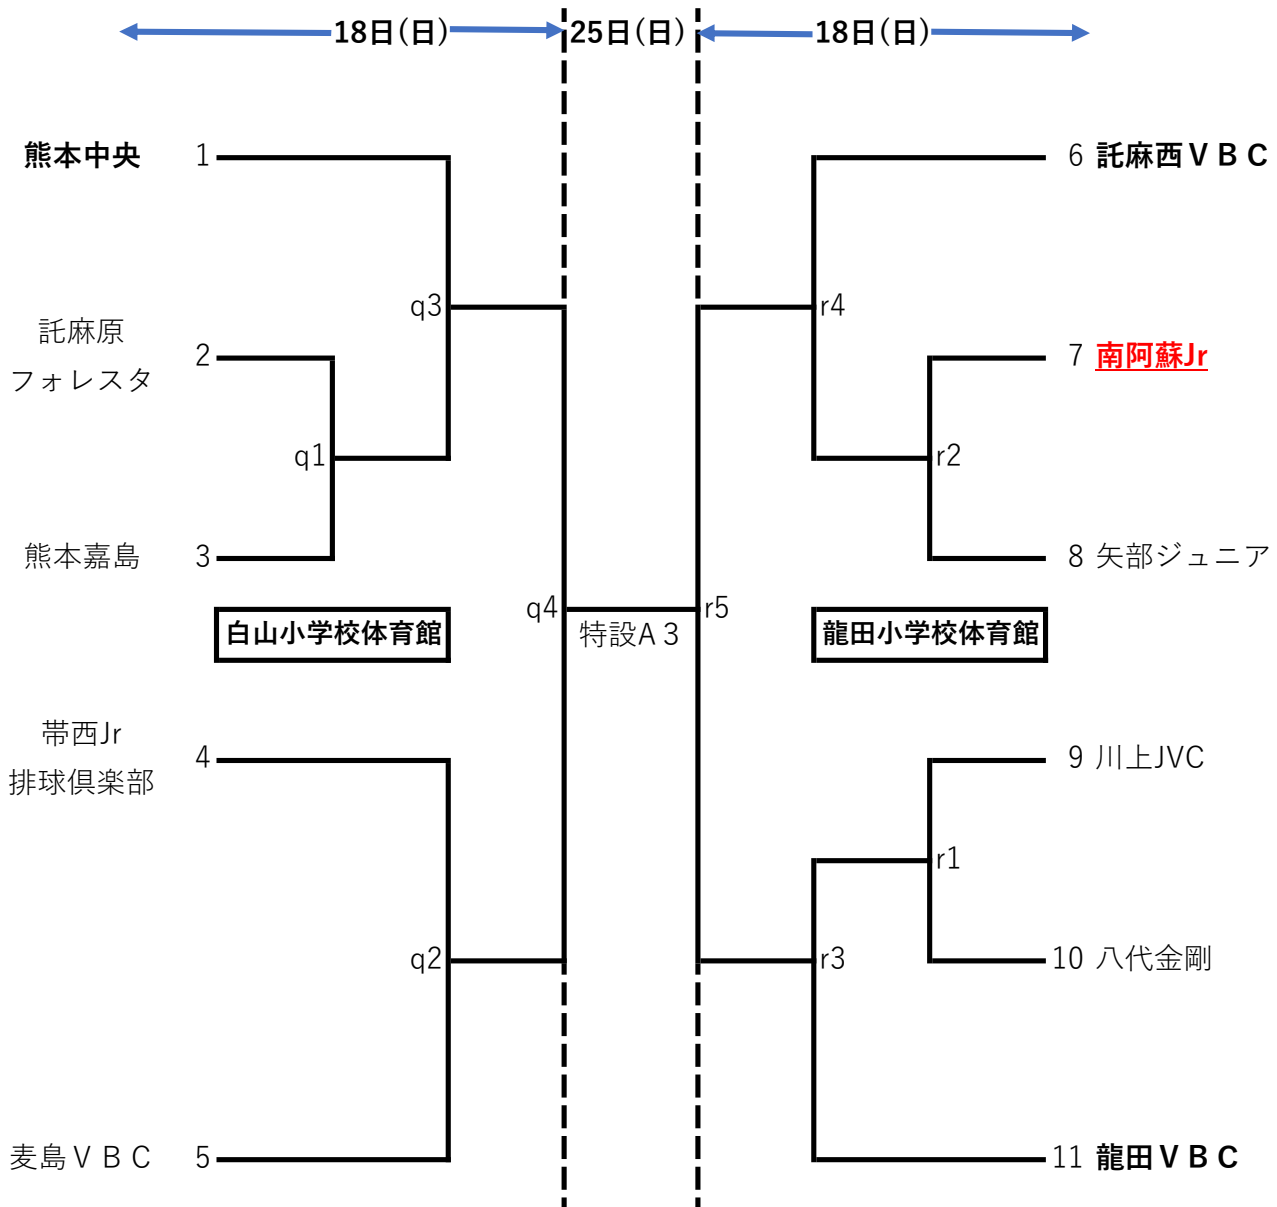 18日(日)
25日(日)
18日(日)
熊本中央 1
6 託麻西ＶＢＣ
q3
r4
託麻原
フォレスタ
2
7 南阿蘇Jr
q1
r2
熊本嘉島 3
8 矢部ジュニア
q4
特設A３
r5
白山小学校体育館
龍田小学校体育館
帯西Jr
排球倶楽部
4
9 川上JVC
r1
q2
r3
10 八代金剛
麦島ＶＢＣ 5
11 龍田ＶＢＣ